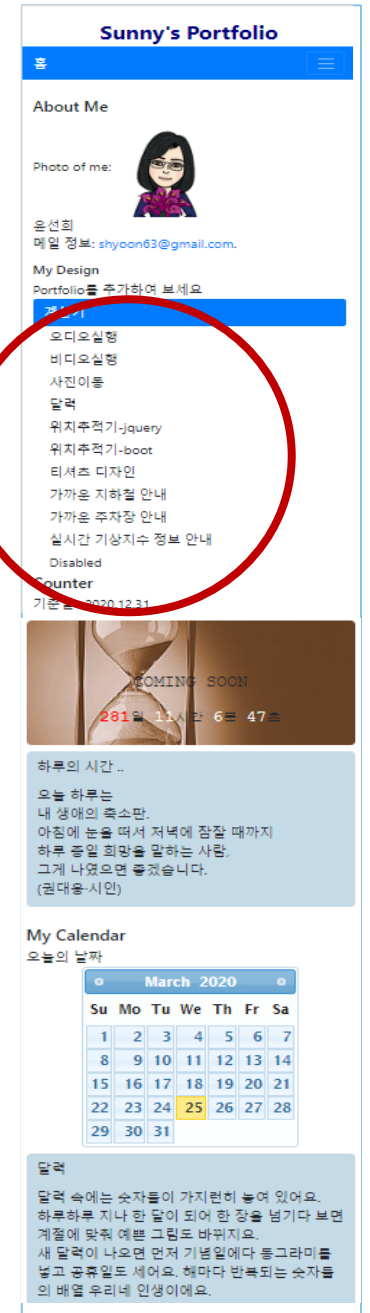 Sunny's Portfolio
홈
About Me
Photo of me:
윤선희
메일 정보: shyoon63@gmail.com.
My Design
Portfolio를 추가하여 보세요
계산기
오디오실행
비디오실행
사진이동
달력
위치추적기-jquery
위치추적기-boot
티셔츠 디자인
가까운 지하철 안내
가까운 주차장 안내
실시간 기상지수 정보 안내
Disabled
Counter
2020.12.31
COMING SOON
281일 11시간 6분 47초
하루의 시간 ..
오늘 하루는
내 생애의 축소판.
아침에 눈을 떠서 저녁에 잠잘 때까지
하루 종일 희망을 말하는 사람,
그게 나였으면 좋겠습니다.
(권대웅-시인)
My Calendar
오늘의 날짜
March 2020
Su Mo Tu We Th Fr Sa
1 2 3 4 5 6 7
8 9 10 11 12 13 14
15 16 17 18 19 20 21
22 23 24 25 26 27 28
29 30 31
달력
달력 속에는 숫자들이 가지런히 놓여 있어요.
하루하루 지나 한 달이 되어 한 장을 넘기다 보면
계절에 맞춰 예쁜 그림도 바뀌지요.
새 달력이 나오면 먼저 기념일에다 동그라미를
넣고 공휴일도 세어요. 해마다 반복되는 숫자들
의 배열 우리네 인생이에요.